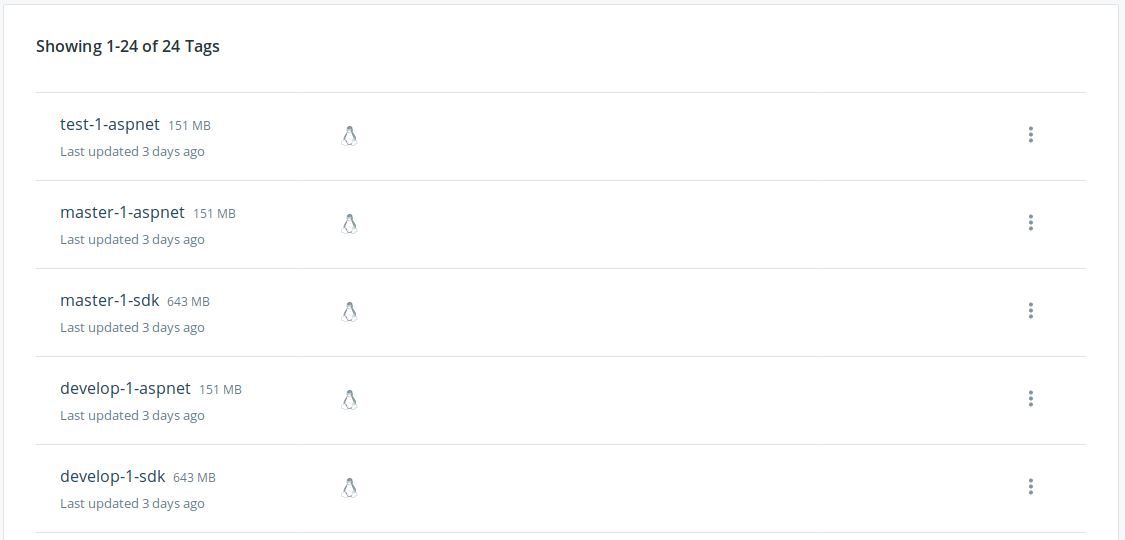 Showing 1-24 of 24 Tags
test-1-aspnet 151 MB
Last updated 3 days ago
master-1-aspnet 151 MB
Last updated 3 days ago
master-1-sdk 643 MB
Last updated 3 days ago
develop-1-aspnet 151 MB
Last updated 3 days ago
develop-1-sdk 643 MB
Last updated 3 days ago